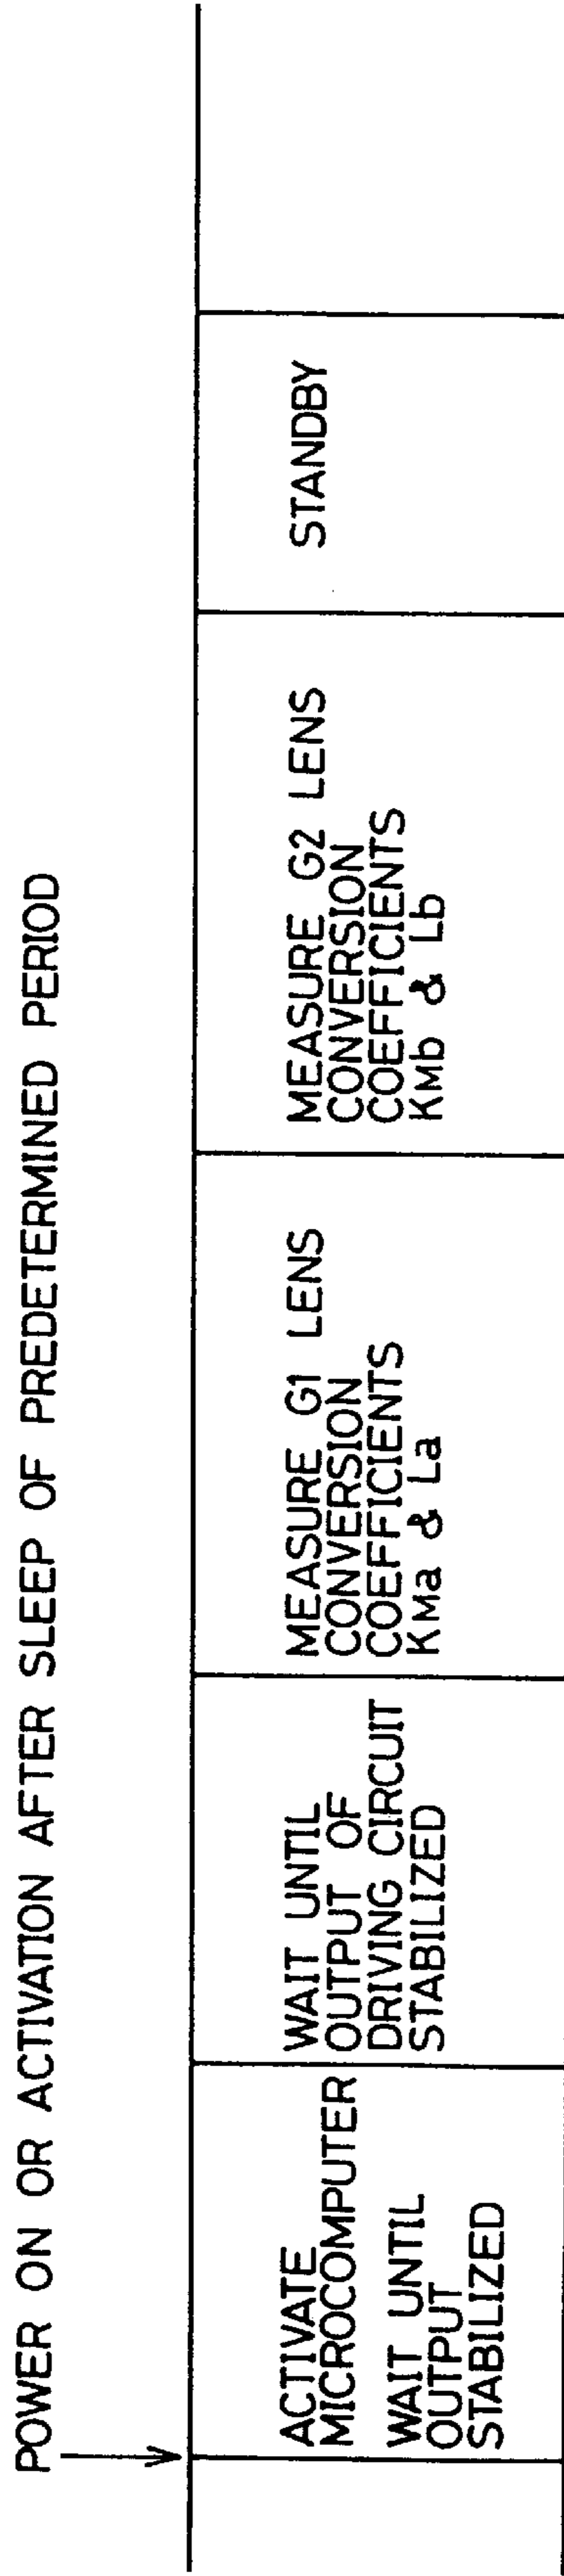 POWER ON OR ACTIVATION AFTER SLEEP OF PREDETERMINED PERIOD
ACTIVATE
MICROCOMPUTER
WAIT UNTIL
OUTPUT
STABILIZED
WAIT UNTIL
OUTPUT OF
DRIVING CIRCUIT
STABILIZED
MEASURE G1 LENS
CONVERSION
COEFFICIENTS
KMa & La
MEASURE G2 LENS
CONVERSION
COEFFICIENTS
KMb & Lb
STANDBY